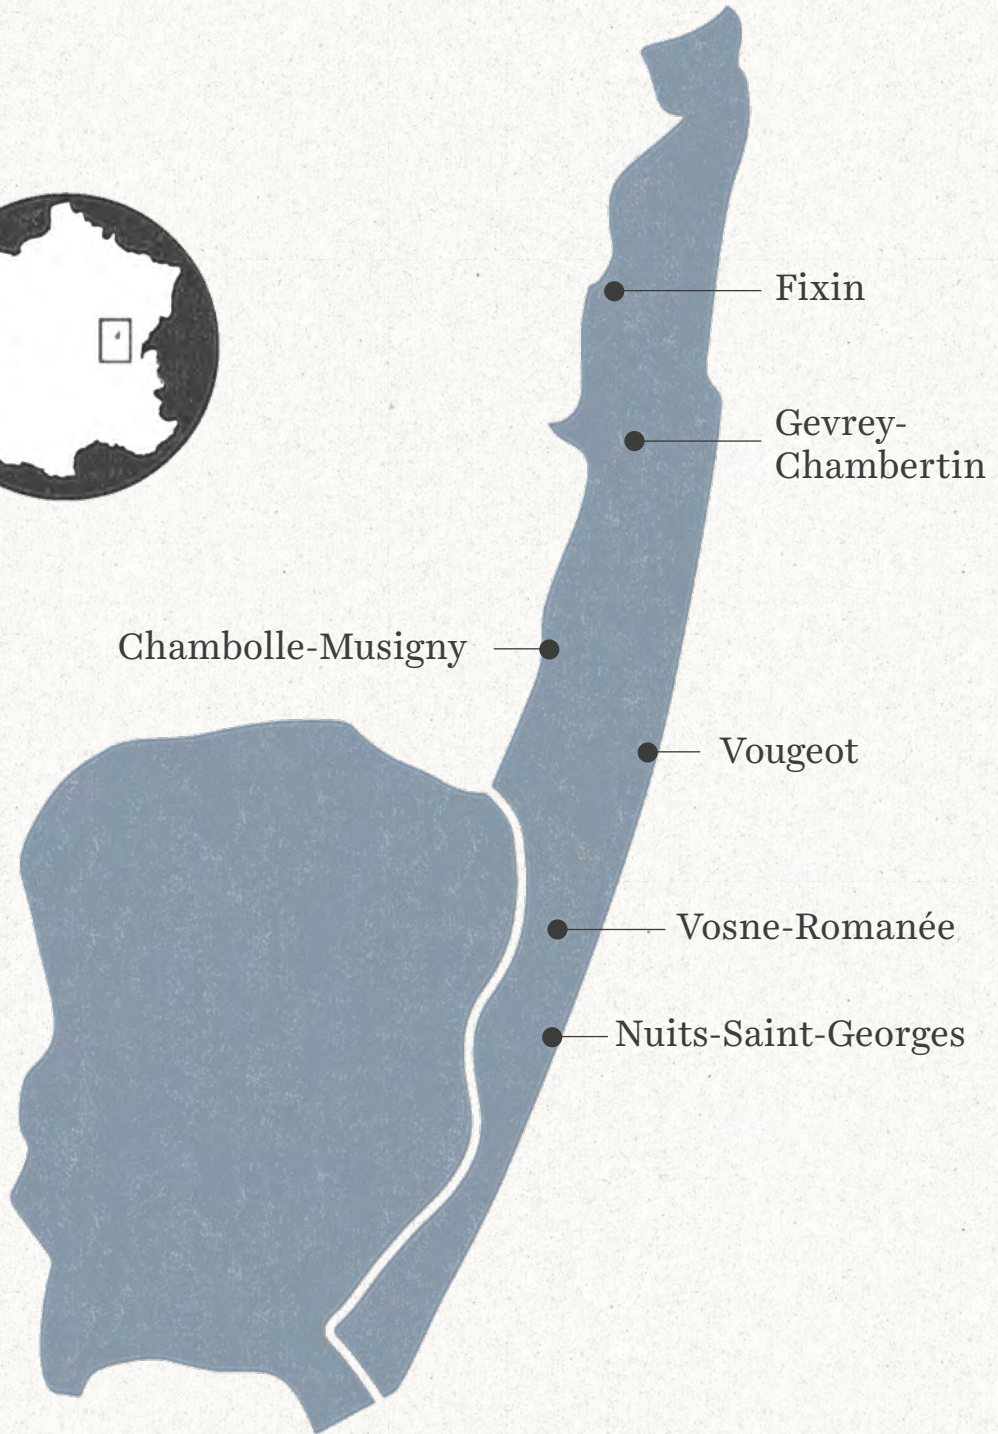 Fixin
Gevrey-
Chambertin
Chambolle-Musigny
Vougeot
Vosne-Romanée
Nuits-Saint-Georges